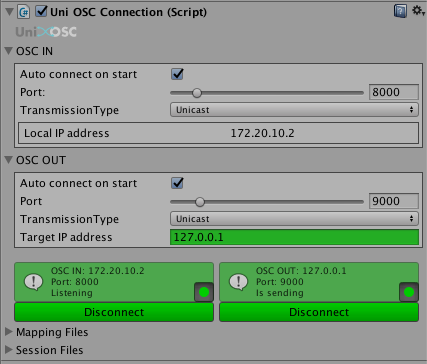 Uni OSC Connection (Script)
UniXOSC
OSC IN
Auto connect on start
Port: 8000
TransmissionType Unicast
Local IP address 172.20.10.2
OSC OUT
Auto connect on start
Port 9000
TransmissionType Unicast
Target IP address 127.0.0.1
OSC IN: 172.20.10.2
Port: 8000
Listening
OSC OUT: 127.0.0.1
Port: 9000
Is sending
Disconnect
Disconnect
Mapping Files
Session Files